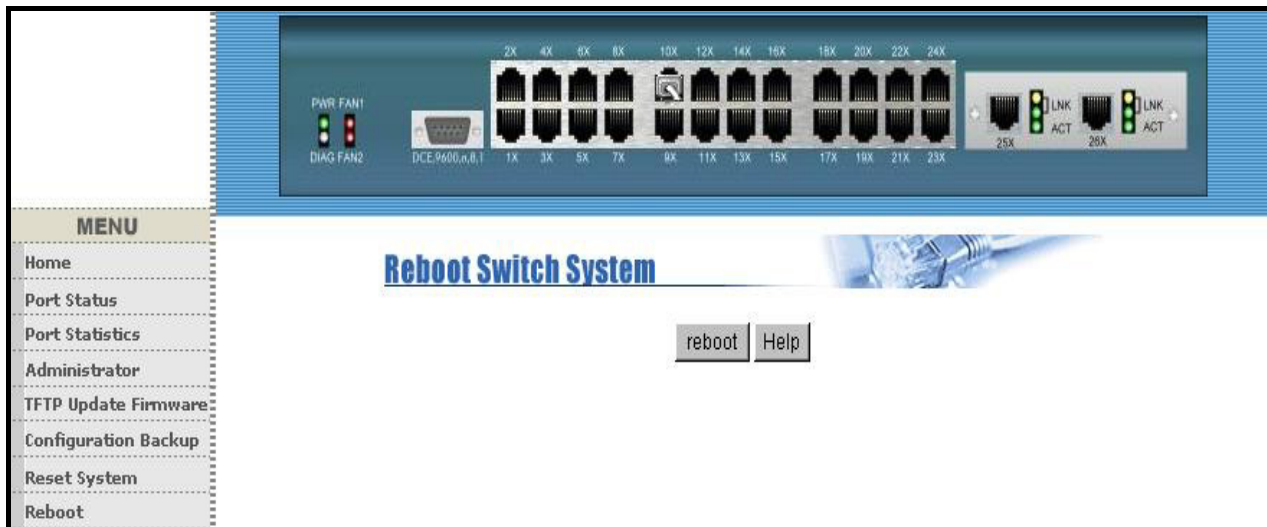 2X 4X 6X 8X 10X 12X 14X 16X 18X 20X 22X 24X
PWR FAN1
DIAG FAN2
DCE,9600,n,8,1
1X 3X 5X 7X 9X 11X 13X 15X 17X 19X 21X 23X
LNK
ACT
25X
LNK
ACT
26X
MENU
Home
Port Status
Port Statistics
Administrator
TFTP Update Firmware
Configuration Backup
Reset System
Reboot
Reboot Switch System
reboot Help